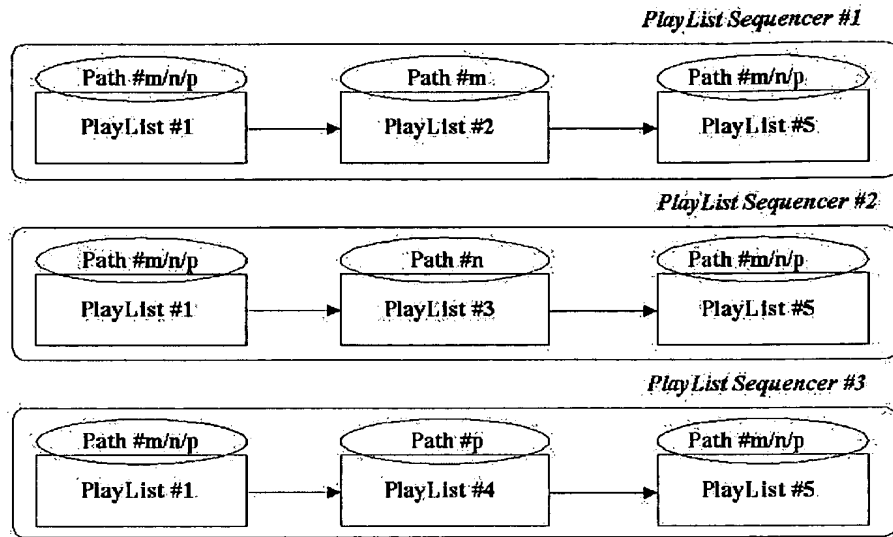 PlayList Sequencer #1
Path #m/n/p Path #m Path #m/n/p
PlayList #1 PlayList #2 PlayList #5
PlayList Sequencer #2
Path #m/n/p Path #n Path #m/n/p
PlayList #1 PlayList #3 PlayList #5
PlayList Sequencer #3
Path #m/n/p Path #p Path #m/n/p
PlayList #1 PlayList #4 PlayList #5